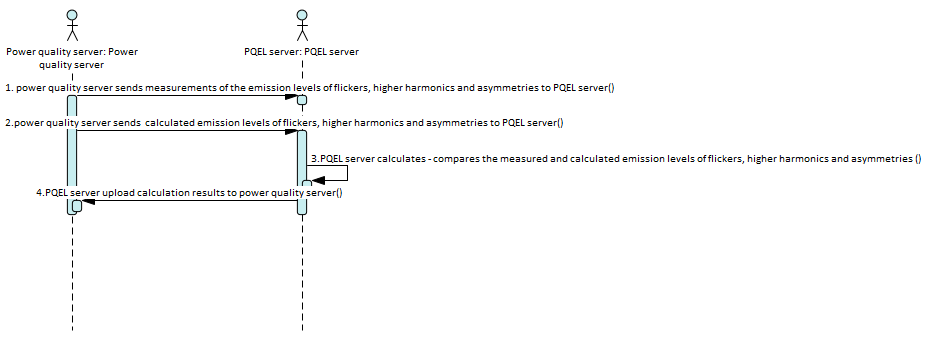 Power quality server: Power
quality server
PQEL server: PQEL server
1. power quality server sends measurements of the emission levels of flickers, higher harmonics and asymmetries to PQEL server()
2.power quality server sends calculated emission levels of flickers, higher harmonics and asymmetries to PQEL server()
3.PQEL server calculates - compares the measured and calculated emission levels of flickers, higher harmonics and asymmetries ()
4.PQEL server upload calculation results to power quality server()